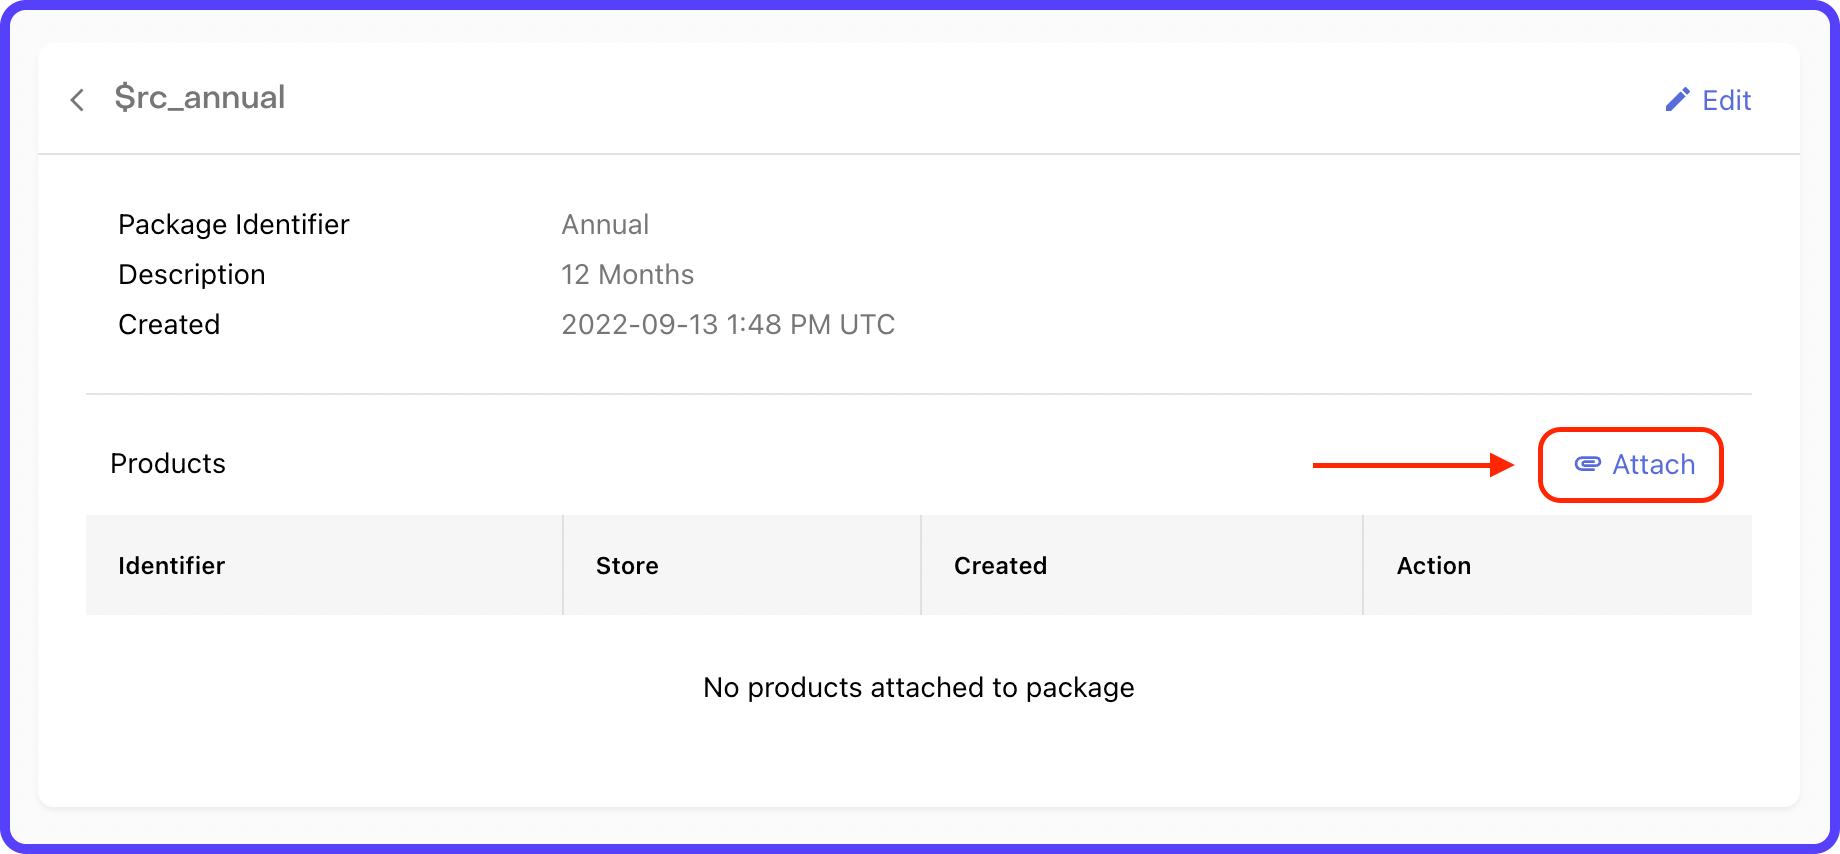 $rc_annual
Edit
Package Identifier Annual
Description 12 Months
Created 2022-09-13 1:48 PM UTC
Products
Attach
Identifier Store Created Action
No products attached to package